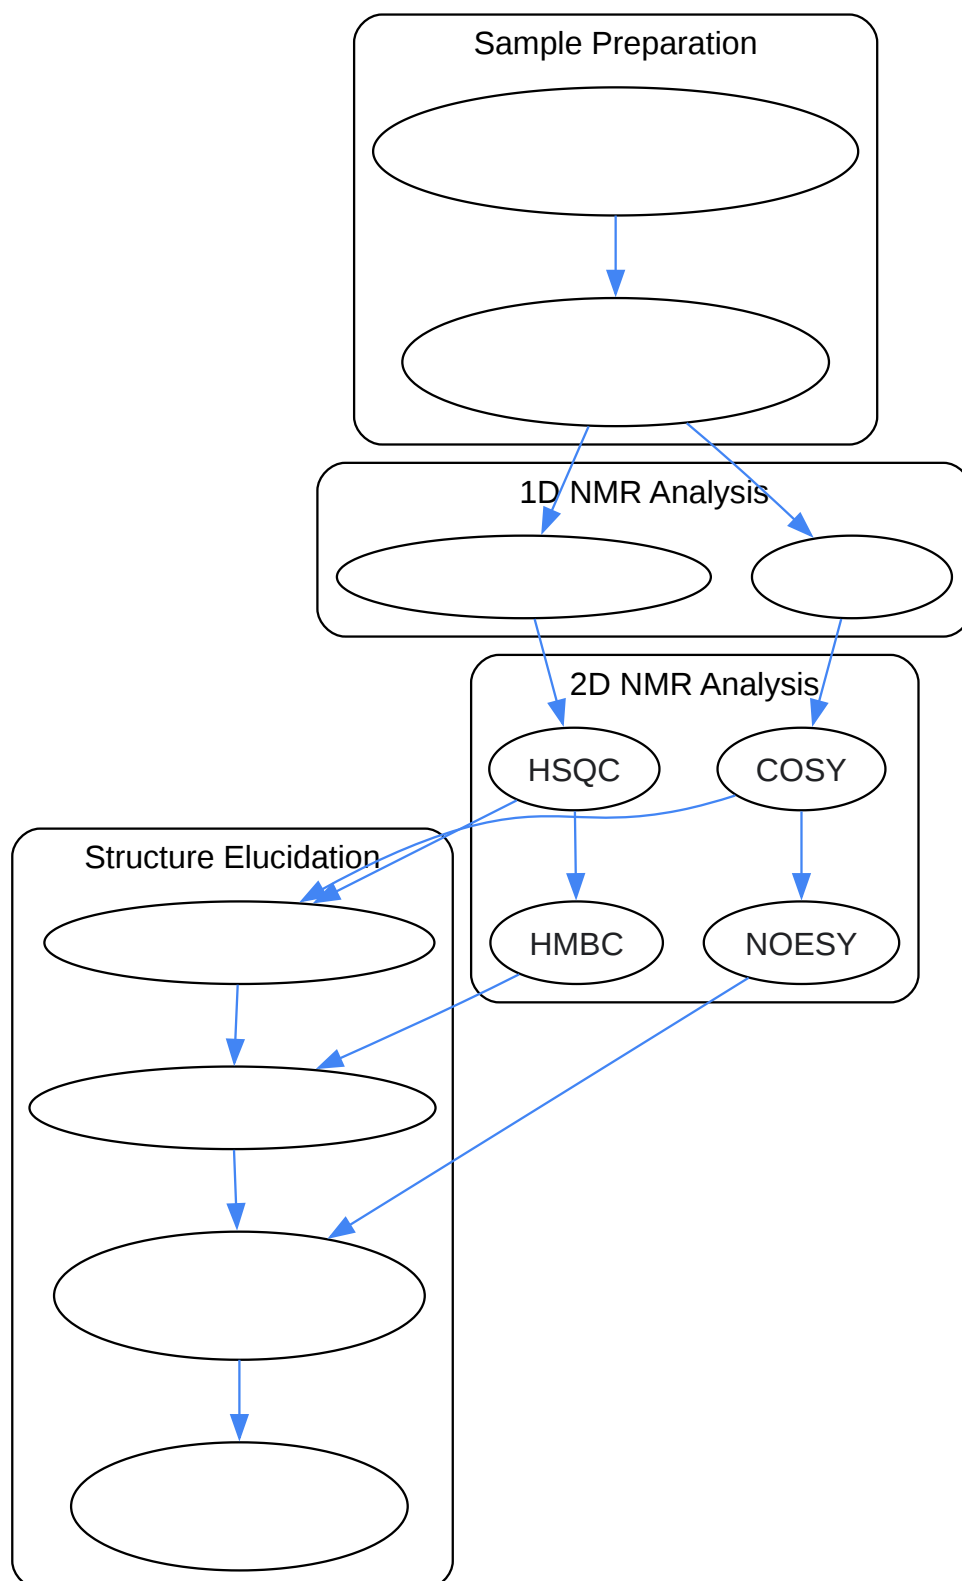 Sample Preparation
1D NMR Analysis
2D NMR Analysis
HSQC
COSY
Structure Elucidation
HMBC
NOESY